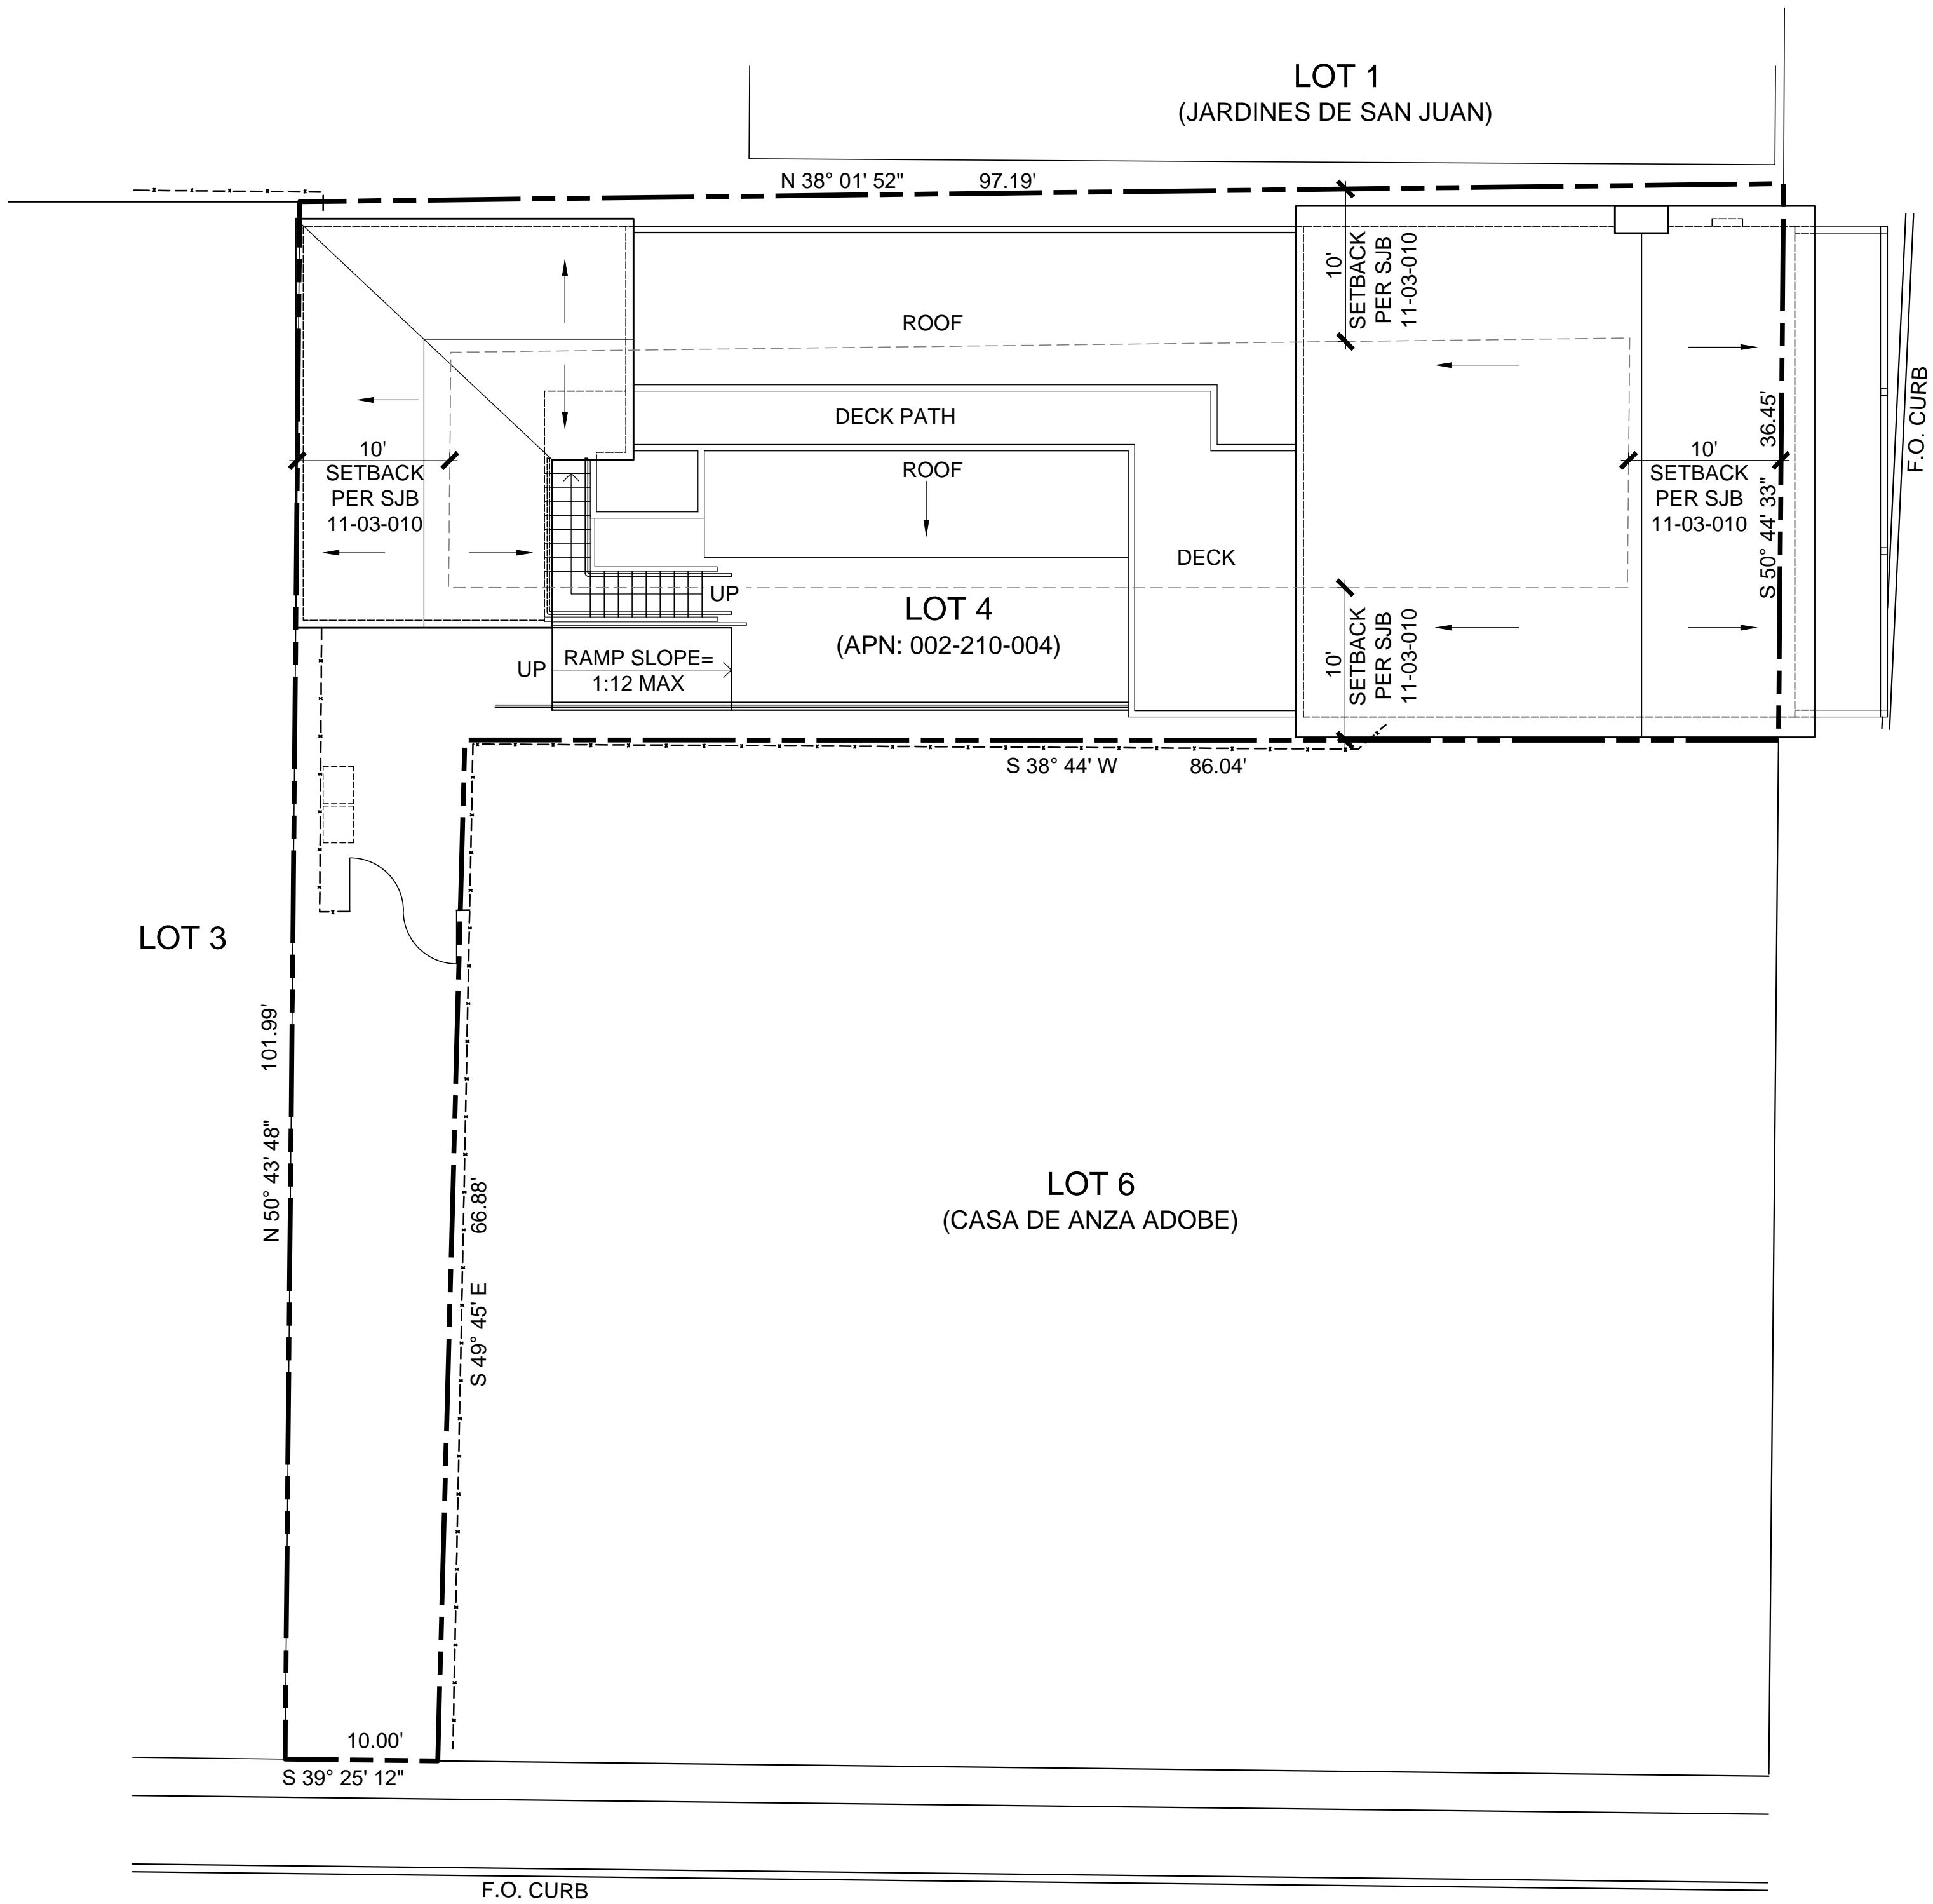 LOT 1
(JARDINES DE SAN JUAN)
N 38° 01' 52" 97.19'
10'
SETBACK
PER SJB
11-03-010
ROOF
DECK PATH
ROOF
DECK
10'
SETBACK
PER SJB
11-03-010
10'
SETBACK
PER SJB
11-03-010
S 50° 44' 33" 36.45'
F.O. CURB
UP
LOT 4
(APN: 002-210-004)
UP
RAMP SLOPE=
1:12 MAX
10'
SETBACK
PER SJB
11-03-010
S 38° 44' W 86.04'
LOT 3
N 50° 43' 48" 101.99'
S 49° 45' E 66.88'
LOT 6
(CASA DE ANZA ADOBE)
10.00'
S 39° 25' 12"
F.O. CURB